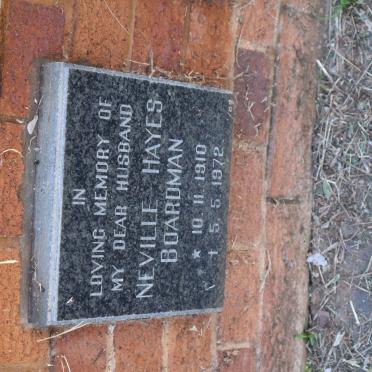 IN
LOVING MEMORY OF
MY DEAR HUSBAND
NEVILLE HAYES
BOARDMAN
* 10.11.1910
† 5.5.1972